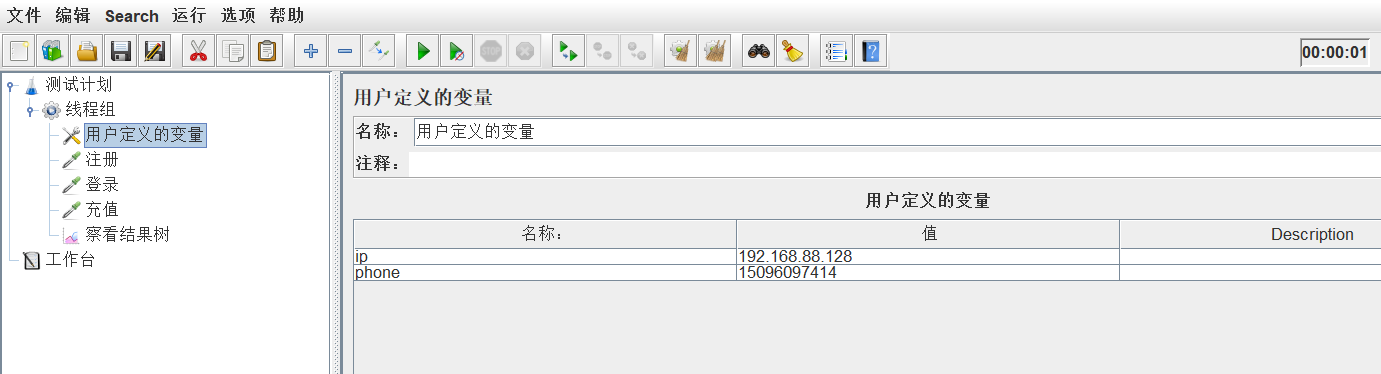 文件 编辑 Search 运行 选项 帮助
STOP
00:00:01
测试计划
线程组
用户定义的变量
注册
登录
充值
察看结果树
工作台
用户定义的变量
名称： 用户定义的变量
注释：
用户定义的变量
名称： 值 Description
ip 192.168.88.128
phone 15096097414